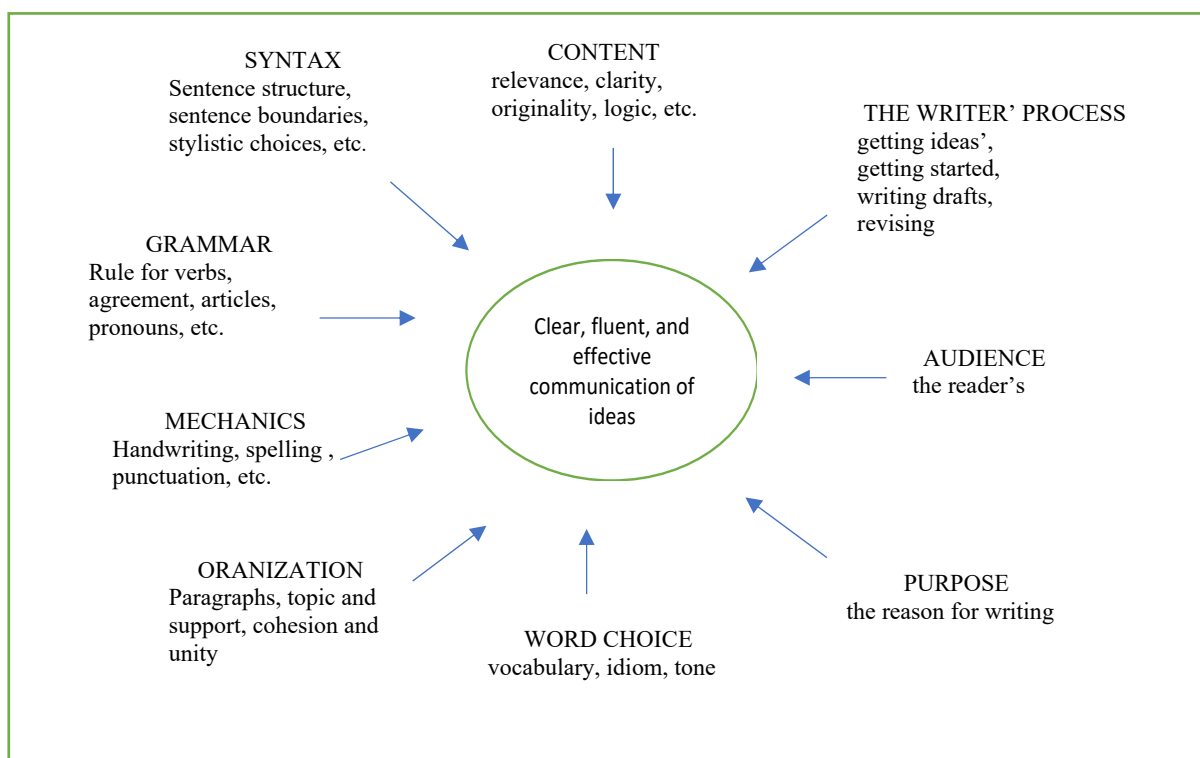 SYNTAX
Sentence structure,
sentence boundaries,
stylistic choices, etc.
CONTENT
relevance, clarity,
originality, logic, etc.
THE WRITER’ PROCESS
getting ideas’,
getting started,
writing drafts,
revising
GRAMMAR
Rule for verbs,
agreement, articles,
pronouns, etc.
Clear, fluent, and
effective
communication of
ideas
AUDIENCE
the reader’s
MECHANICS
Handwriting, spelling ,
punctuation, etc.
ORANIZATION
Paragraphs, topic and
support, cohesion and
unity
WORD CHOICE
vocabulary, idiom, tone
PURPOSE
the reason for writing